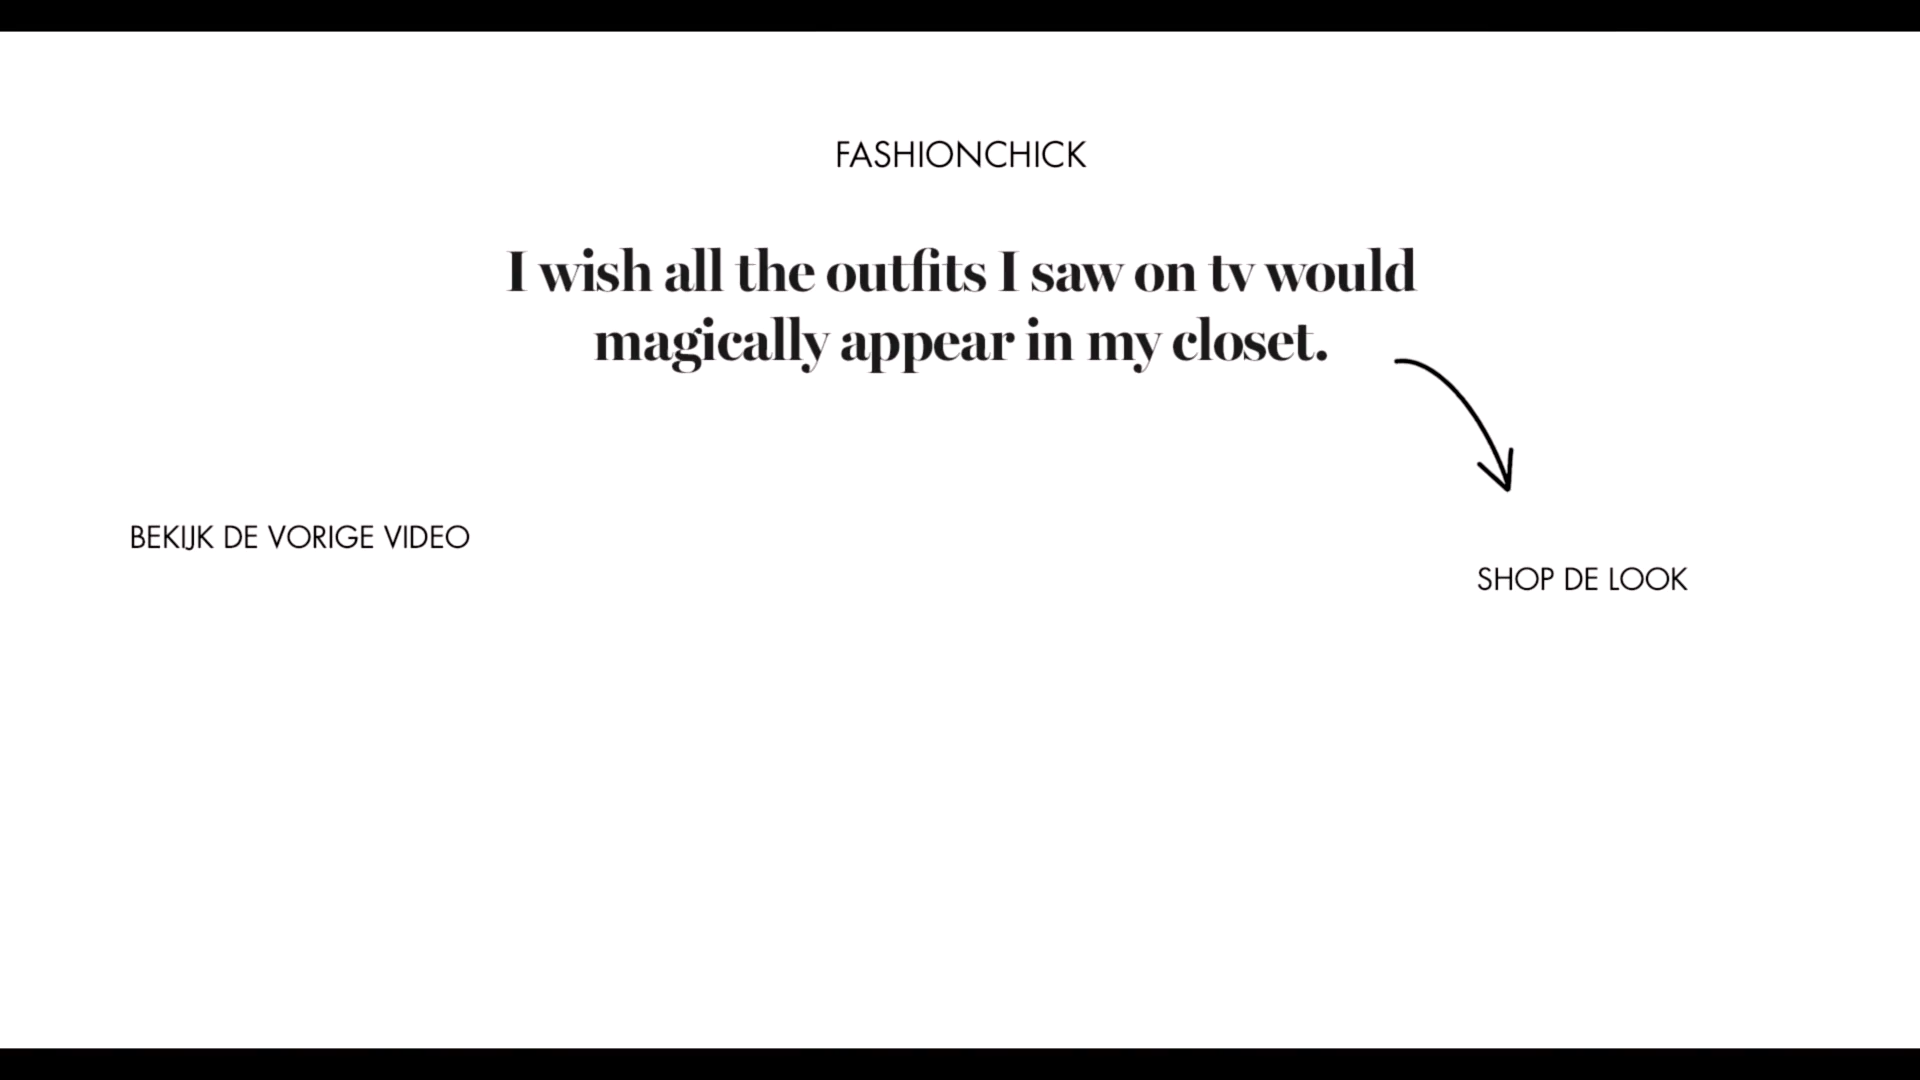 FASHIONCHICK
I wish all the outfits I saw on tv would
magically appear in my closet.
BEKIJK DE VORIGE VIDEO
SHOP DE LOOK